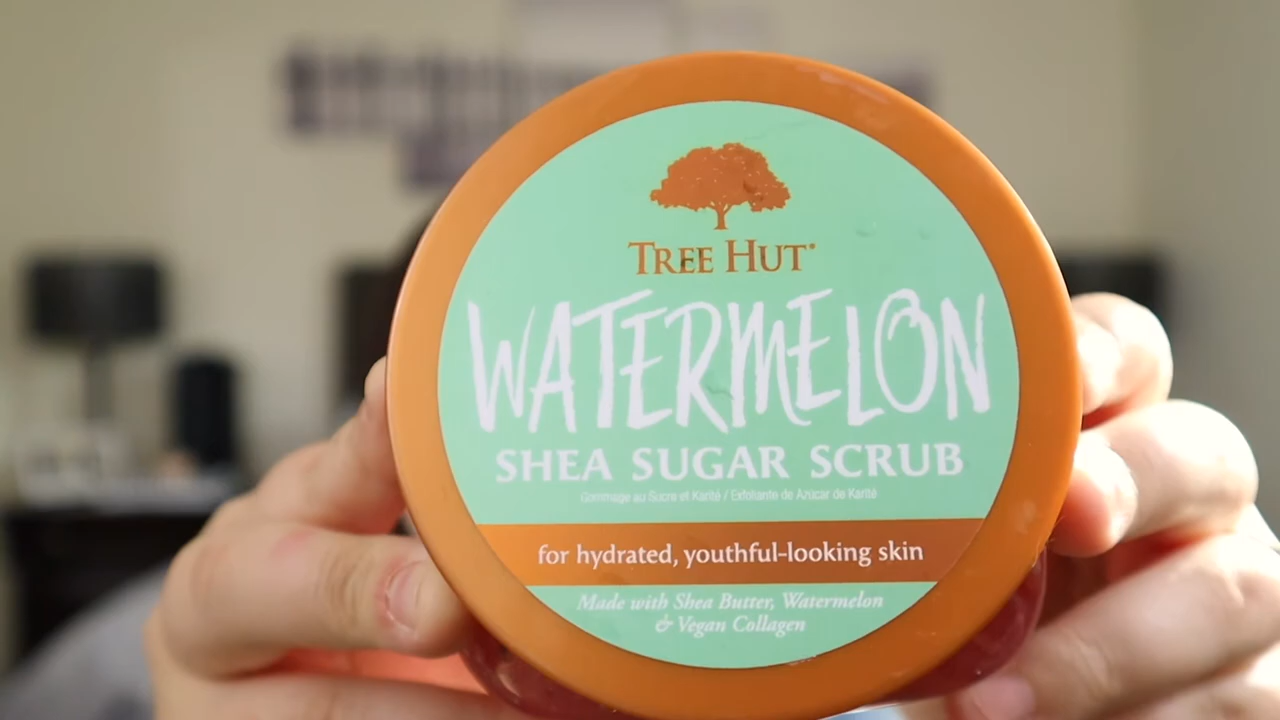 TREE HUT
WATERMELON
SHEA SUGAR SCRUB
Gommage au Sucre et Karité / Exfoliante de Azúcar de Karité
for hydrated, youthful-looking skin
Made with Shea Butter, Watermelon
& Vegan Collagen